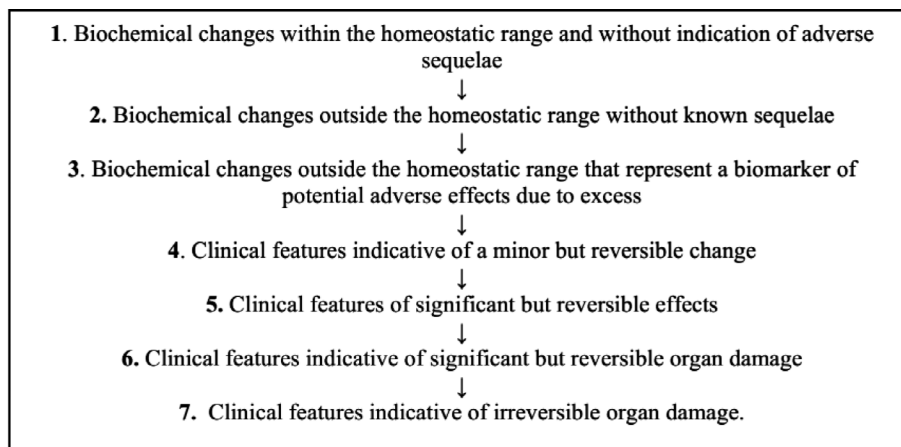 1. Biochemical changes within the homeostatic range and without indication of adverse
sequelae
↓
2. Biochemical changes outside the homeostatic range without known sequelae
↓
3. Biochemical changes outside the homeostatic range that represent a biomarker of
potential adverse effects due to excess
↓
4. Clinical features indicative of a minor but reversible change
↓
5. Clinical features of significant but reversible effects
↓
6. Clinical features indicative of significant but reversible organ damage
↓
7. Clinical features indicative of irreversible organ damage.